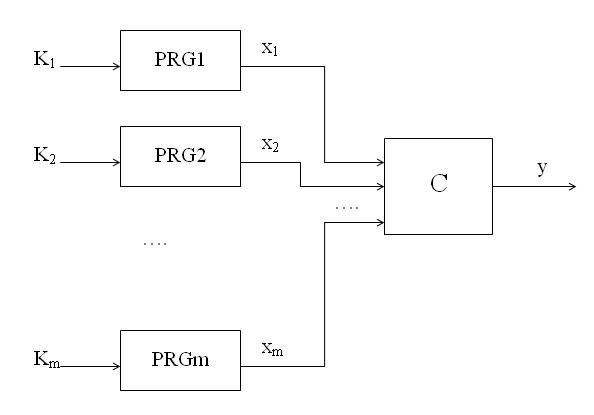 K₁ PRG1 x₁
K₂ PRG2 x₂
C y
....
....
Kₘ PRGm xₘ